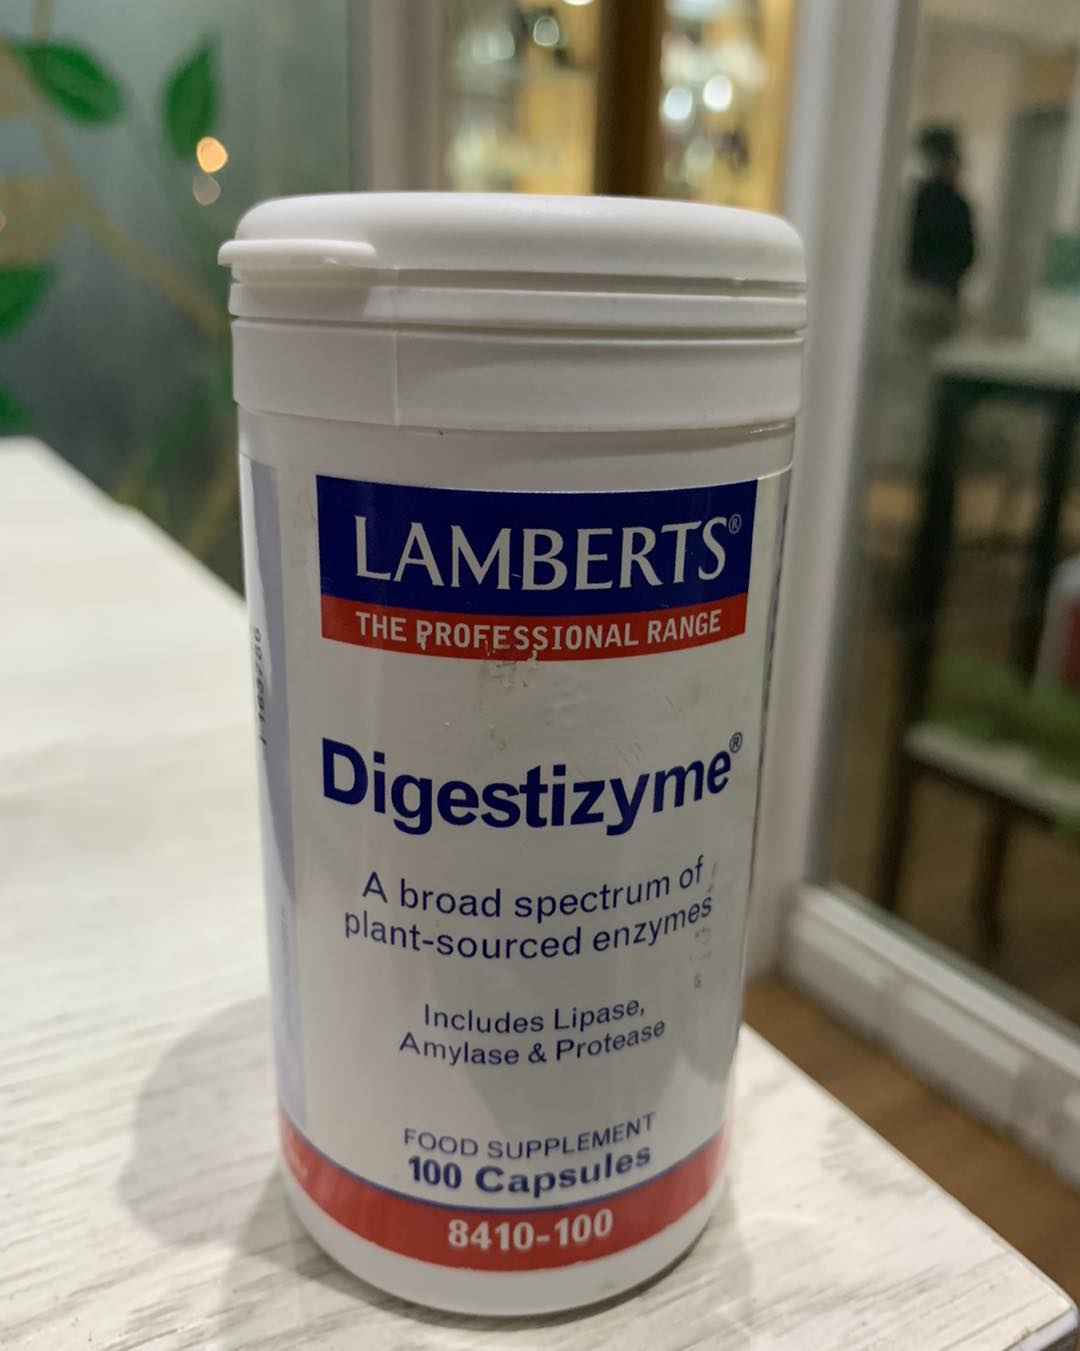 LAMBERTS®
THE PROFESSIONAL RANGE
Digestizyme®
A broad spectrum of
plant-sourced enzymes
Includes Lipase,
Amylase & Protease
FOOD SUPPLEMENT
100 Capsules
8410-100